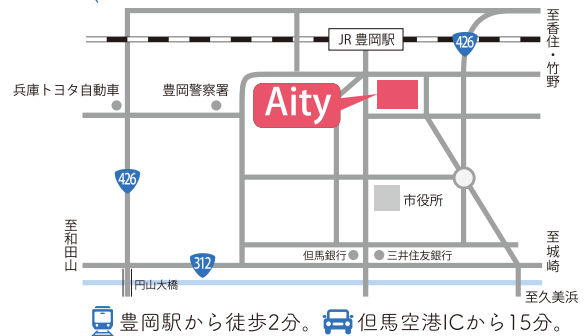 JR 豊岡駅
至香住・竹野
426
兵庫トヨタ自動車
豊岡警察署
Aity
426
市役所
至和田山
312
但馬銀行
三井住友銀行
至城崎
円山大橋
至久美浜
豊岡駅から徒歩2分。 但馬空港ICから15分。